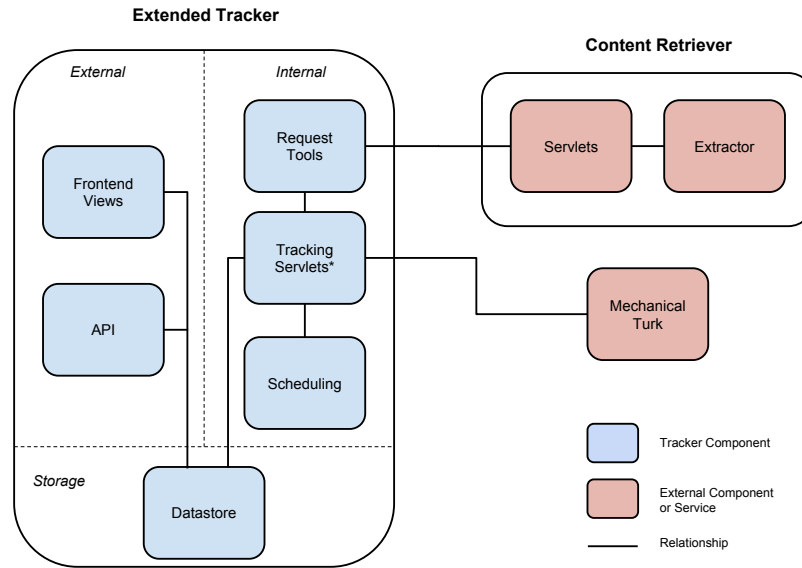 Extended Tracker
External
Internal
Frontend
Views
API
Request
Tools
Tracking
Servlets*
Scheduling
Storage
Datastore
Content Retriever
Servlets
Extractor
Mechanical
Turk
Tracker Component
External Component
or Service
Relationship